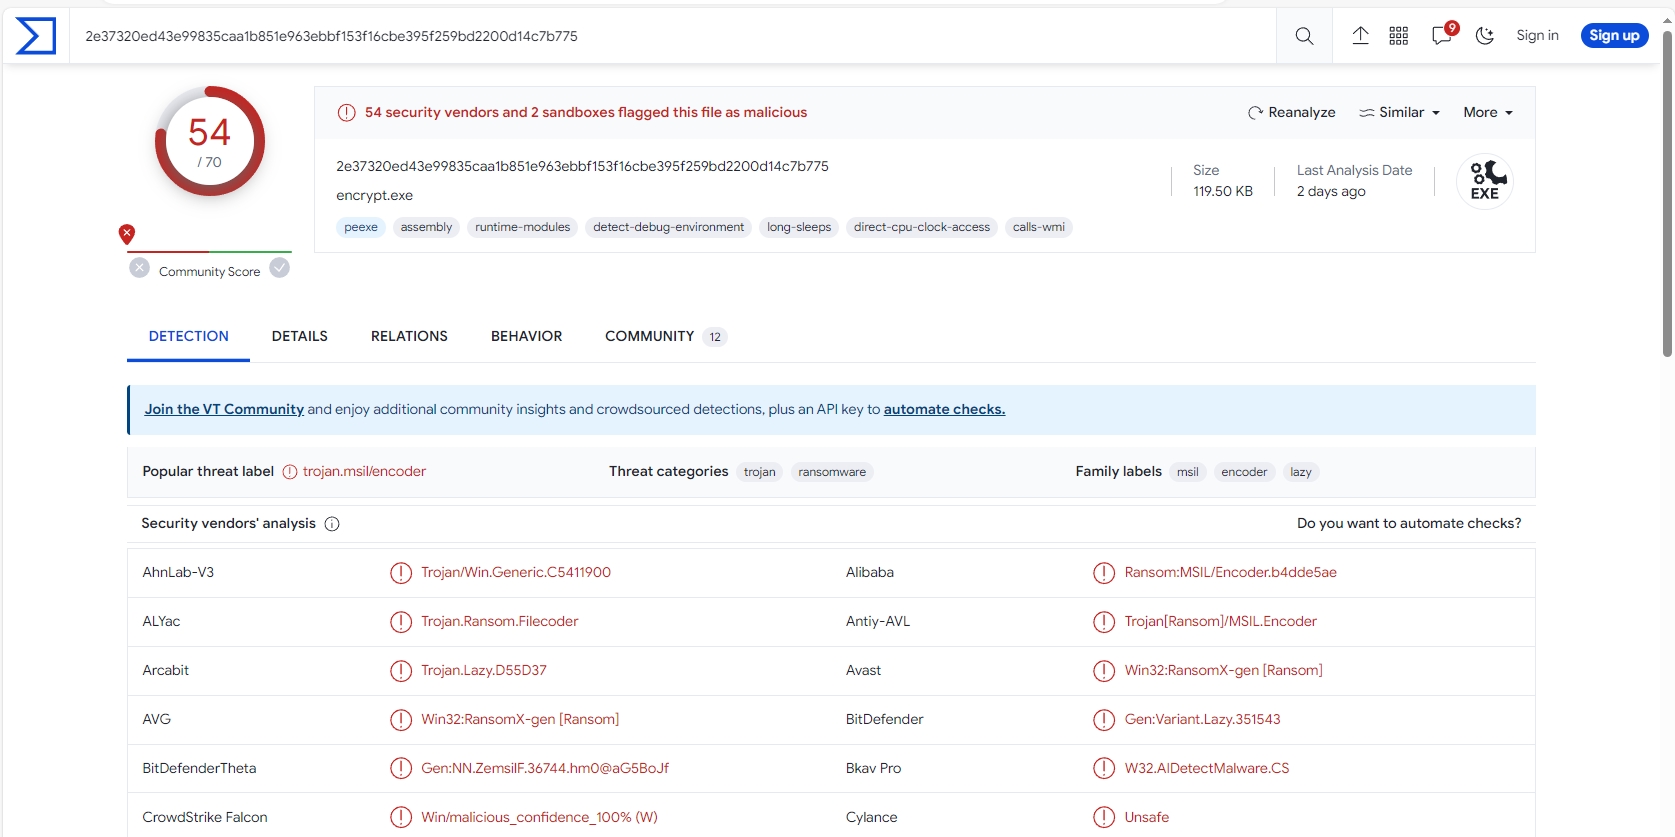 2e37320ed43e99835caa1b851e963ebbf153f16cbe395f259bd2200d14c7b775
9
Sign in
Sign up
54
/ 70
Community Score
54 security vendors and 2 sandboxes flagged this file as malicious
Reanalyze
Similar
More
2e37320ed43e99835caa1b851e963ebbf153f16cbe395f259bd2200d14c7b775
encrypt.exe
peexe
assembly
runtime-modules
detect-debug-environment
long-sleeps
direct-cpu-clock-access
calls-wmi
Size
119.50 KB
Last Analysis Date
2 days ago
EXE
DETECTION
DETAILS
RELATIONS
BEHAVIOR
COMMUNITY 12
Join the VT Community and enjoy additional community insights and crowdsourced detections, plus an API key to automate checks.
Popular threat label trojan.msil/encoder
Threat categories trojan ransomware
Family labels msil encoder lazy
Security vendors' analysis
Do you want to automate checks?
AhnLab-V3 Trojan/Win.Generic.C5411900
Alibaba Ransom:MSIL/Encoder.b4dde5ae
ALYac Trojan.Ransom.Filecoder
Antiy-AVL Trojan[Ransom]/MSIL.Encoder
Arcabit Trojan.Lazy.D55D37
Avast Win32:RansomX-gen [Ransom]
AVG Win32:RansomX-gen [Ransom]
BitDefender Gen:Variant.Lazy.351543
BitDefenderTheta Gen:NN.ZemsilF.36744.hm0@aG5BoJf
Bkav Pro W32.AIDetectMalware.CS
CrowdStrike Falcon Win/malicious_confidence_100% (W)
Cylance Unsafe